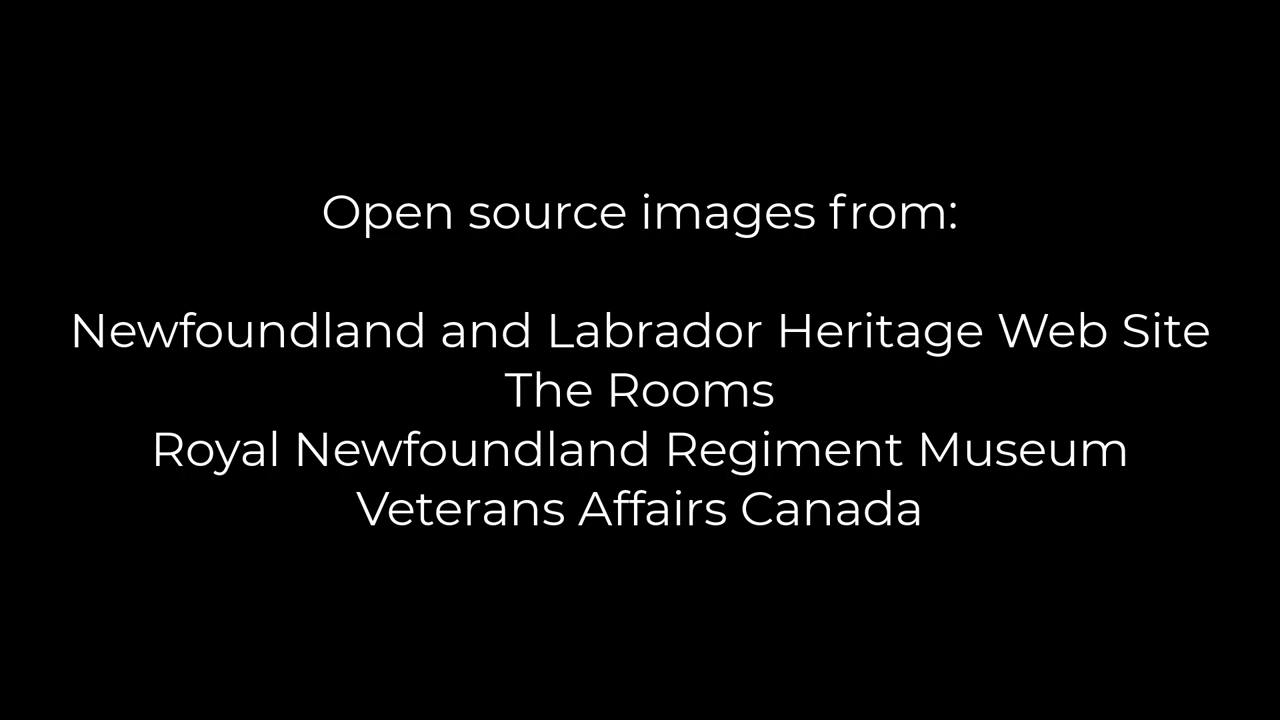 Open source images from:
Newfoundland and Labrador Heritage Web Site
The Rooms
Royal Newfoundland Regiment Museum
Veterans Affairs Canada